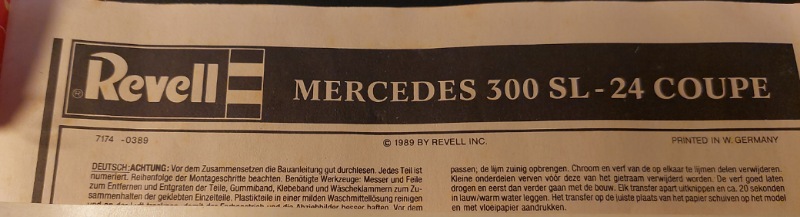 Revell
MERCEDES 300 SL-24 COUPE
7174 -0389
© 1989 BY REVELL INC.
PRINTED IN W. GERMANY
DEUTSCH: ACHTUNG: Vor dem Zusammensetzen die Bauanleitung gut durchlesen. Jedes Teil ist
numeriert. Reihenfolge der Montageschritte beachten. Benötigte Werkzeuge: Messer und Feile
zum Entfernen und Entgraten der Teile, Gummiband, Klebeband und Wäscheklammern zum Zu-
sammenhalten der geklebten Einzelteile. Plastikteile in einer milden Waschmittellösung reinigen
passen; de lijm zuinig opbrengen. Chroom en verf van de op elkaar te lijmen delen verwijderen.
Kleine onderdelen verven vóór deze van het gietraam verwijderd worden. De verf goed laten
drogen en eerst dan verder gaan met de bouw. Elk transfer apart uitknippen en ca. 20 sekonden
in lauw/warm water leggen. Het transfer op de juiste plaats van het papier schuiven op het model
en met vloeipapier aandrukken.